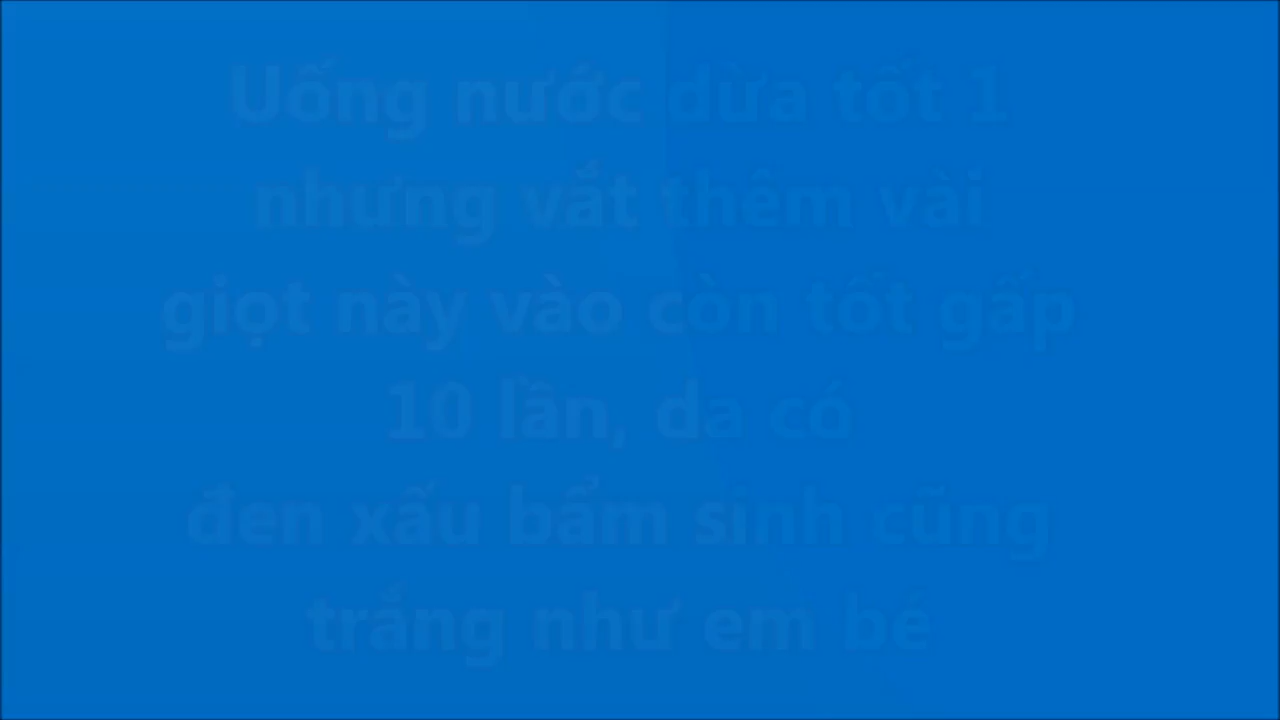 Uống nước dừa tốt 1
nhưng vắt thêm vài
giọt này vào còn tốt gấp
10 lần, da có
đen xấu bẩm sinh cũng
trắng như em bé